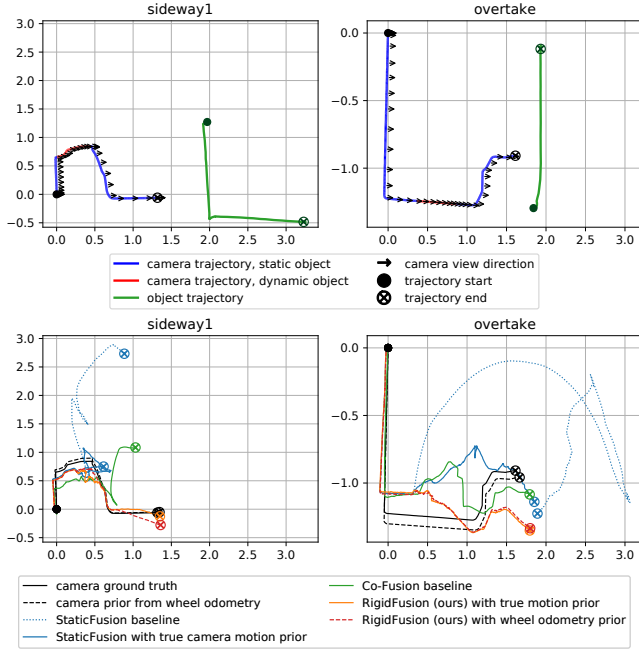 sideway1
overtake
3.0
2.5
2.0
1.5
1.0
0.5
0.0
−0.5
0.0 0.5 1.0 1.5 2.0 2.5 3.0
0.0
−0.5
−1.0
0.0 0.5 1.0 1.5 2.0 2.5 3.0
camera trajectory, static object
camera trajectory, dynamic object
object trajectory
camera view direction
trajectory start
trajectory end
sideway1
overtake
3.0
2.5
2.0
1.5
1.0
0.5
0.0
−0.5
0.0 0.5 1.0 1.5 2.0 2.5 3.0
0.0
−0.5
−1.0
0.0 0.5 1.0 1.5 2.0 2.5 3.0
camera ground truth
camera prior from wheel odometry
StaticFusion baseline
StaticFusion with true camera motion prior
Co-Fusion baseline
RigidFusion (ours) with true motion prior
RigidFusion (ours) with wheel odometry prior